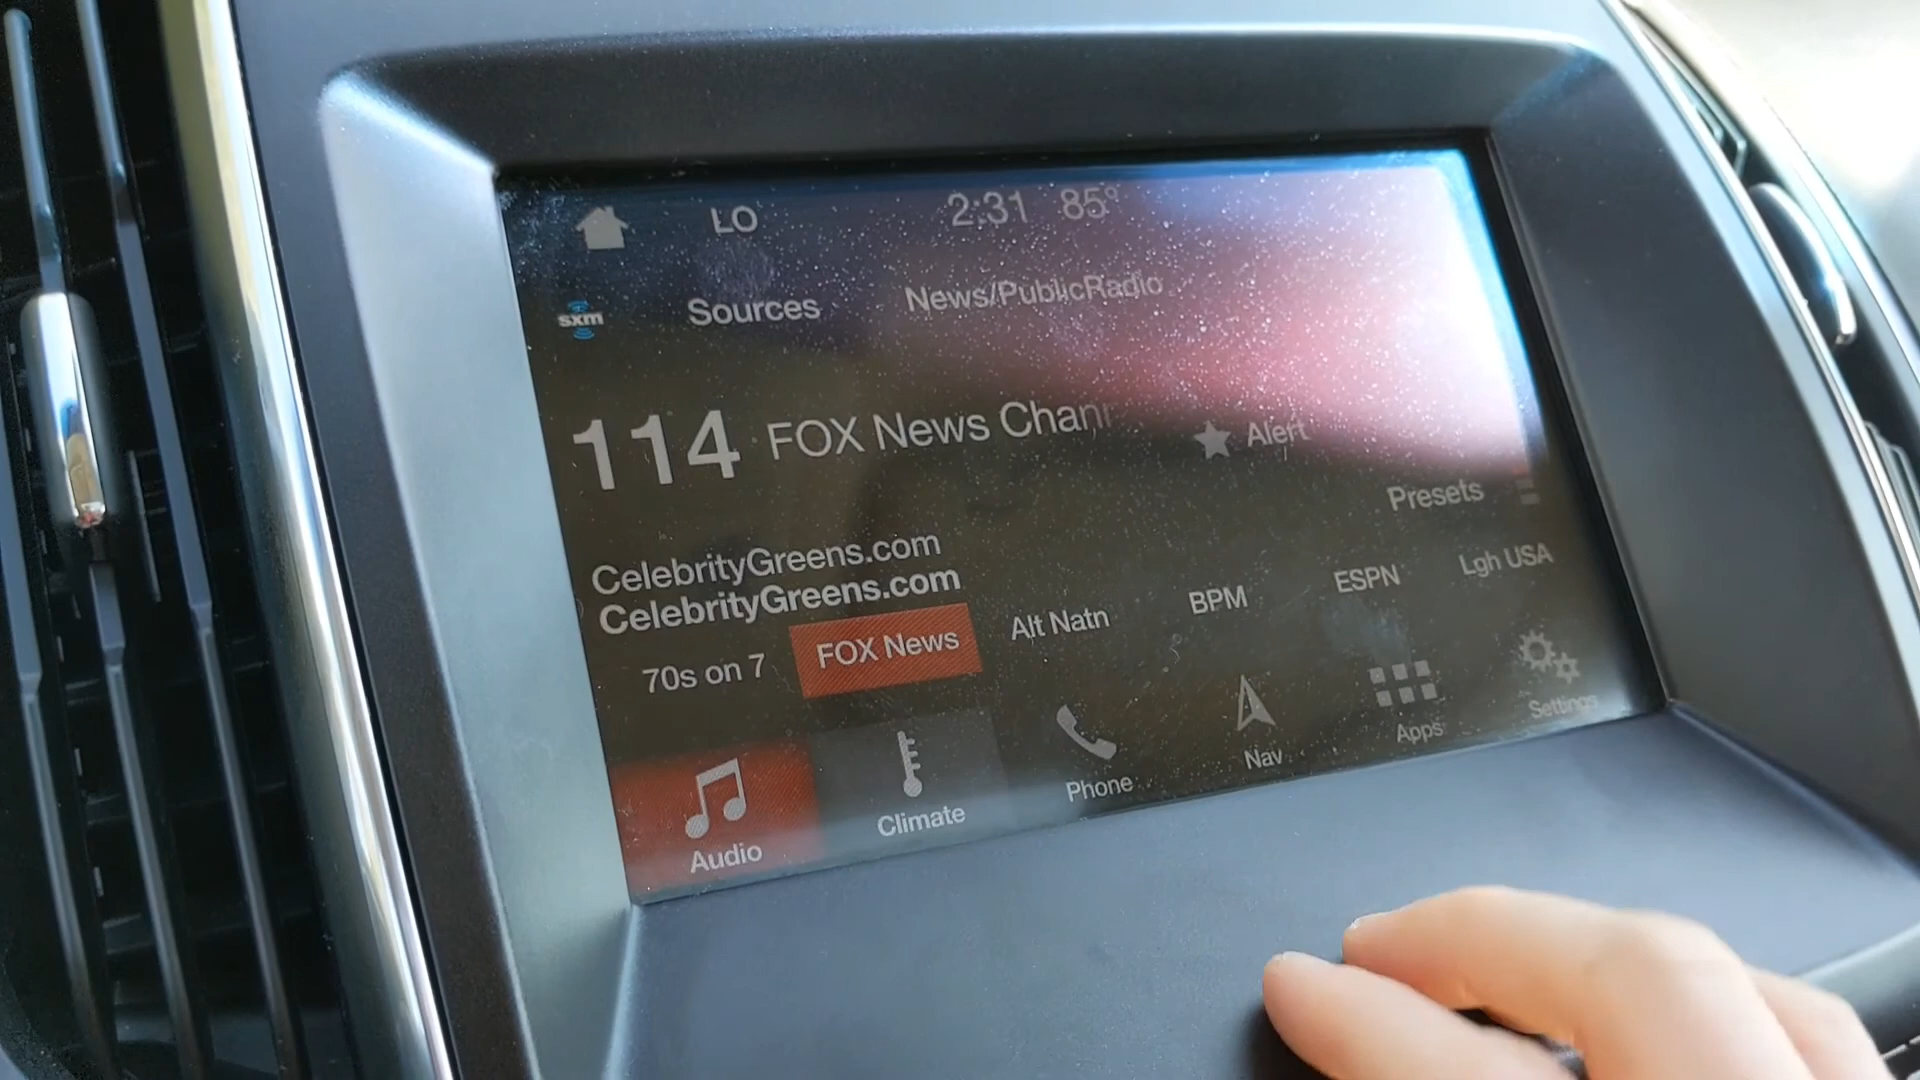 LO 2:31 85°
sxm Sources News/PublicRadio
114 FOX News Chan
Alert
Presets
CelebrityGreens.com
CelebrityGreens.com
70s on 7 FOX News Alt Natn BPM ESPN Lgh USA
Audio Climate Phone Nav Apps Settings